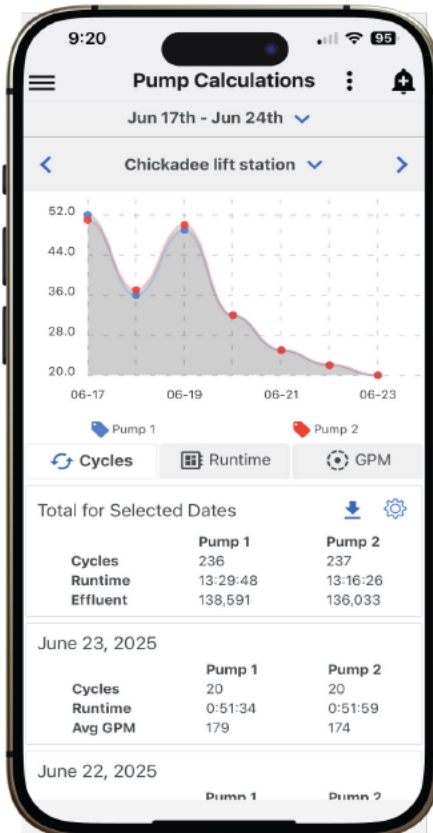 9:20
95
Pump Calculations
Jun 17th - Jun 24th
Chickadee lift station
52.0
44.0
36.0
28.0
20.0
06-17 06-19 06-21 06-23
Pump 1 Pump 2
Cycles Runtime GPM
Total for Selected Dates
Pump 1 Pump 2
Cycles 236 237
Runtime 13:29:48 13:16:26
Effluent 138,591 136,033
June 23, 2025
Pump 1 Pump 2
Cycles 20 20
Runtime 0:51:34 0:51:59
Avg GPM 179 174
June 22, 2025
Pump 1 Pump 2